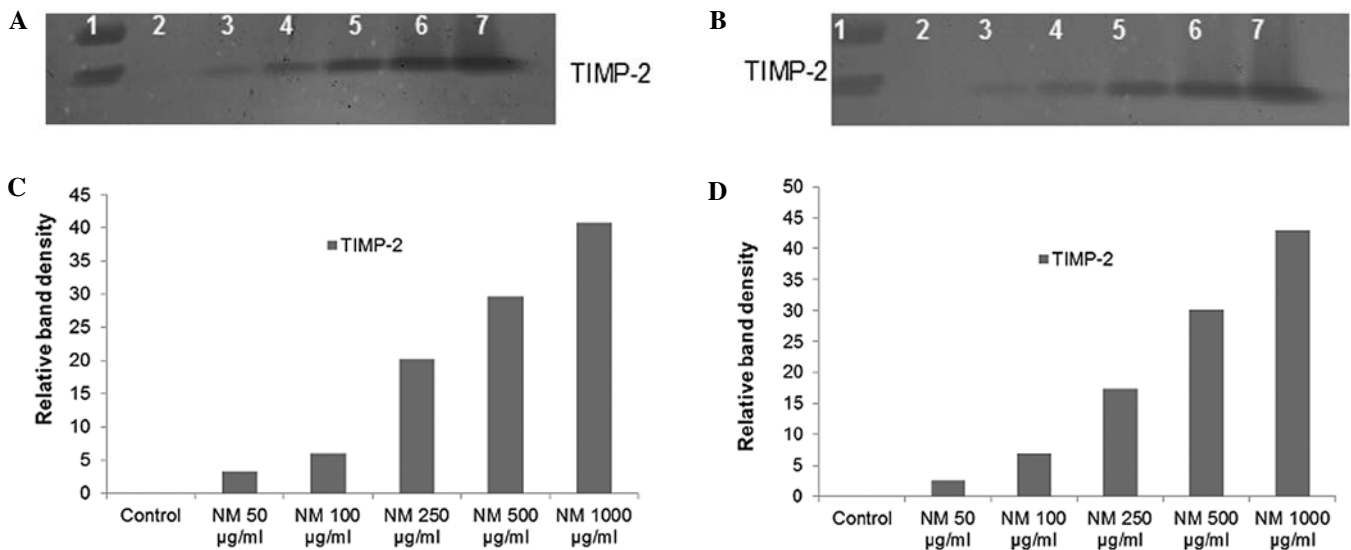 A
1 2 3 4 5 6 7
TIMP-2
B
1 2 3 4 5 6 7
TIMP-2
C
Relative band density
45
40
35
30
25
20
15
10
5
0
TIMP-2
Control
NM 50 µg/ml
NM 100 µg/ml
NM 250 µg/ml
NM 500 µg/ml
NM 1000 µg/ml
D
Relative band density
50
45
40
35
30
25
20
15
10
5
0
TIMP-2
Control
NM 50 µg/ml
NM 100 µg/ml
NM 250 µg/ml
NM 500 µg/ml
NM 1000 µg/ml